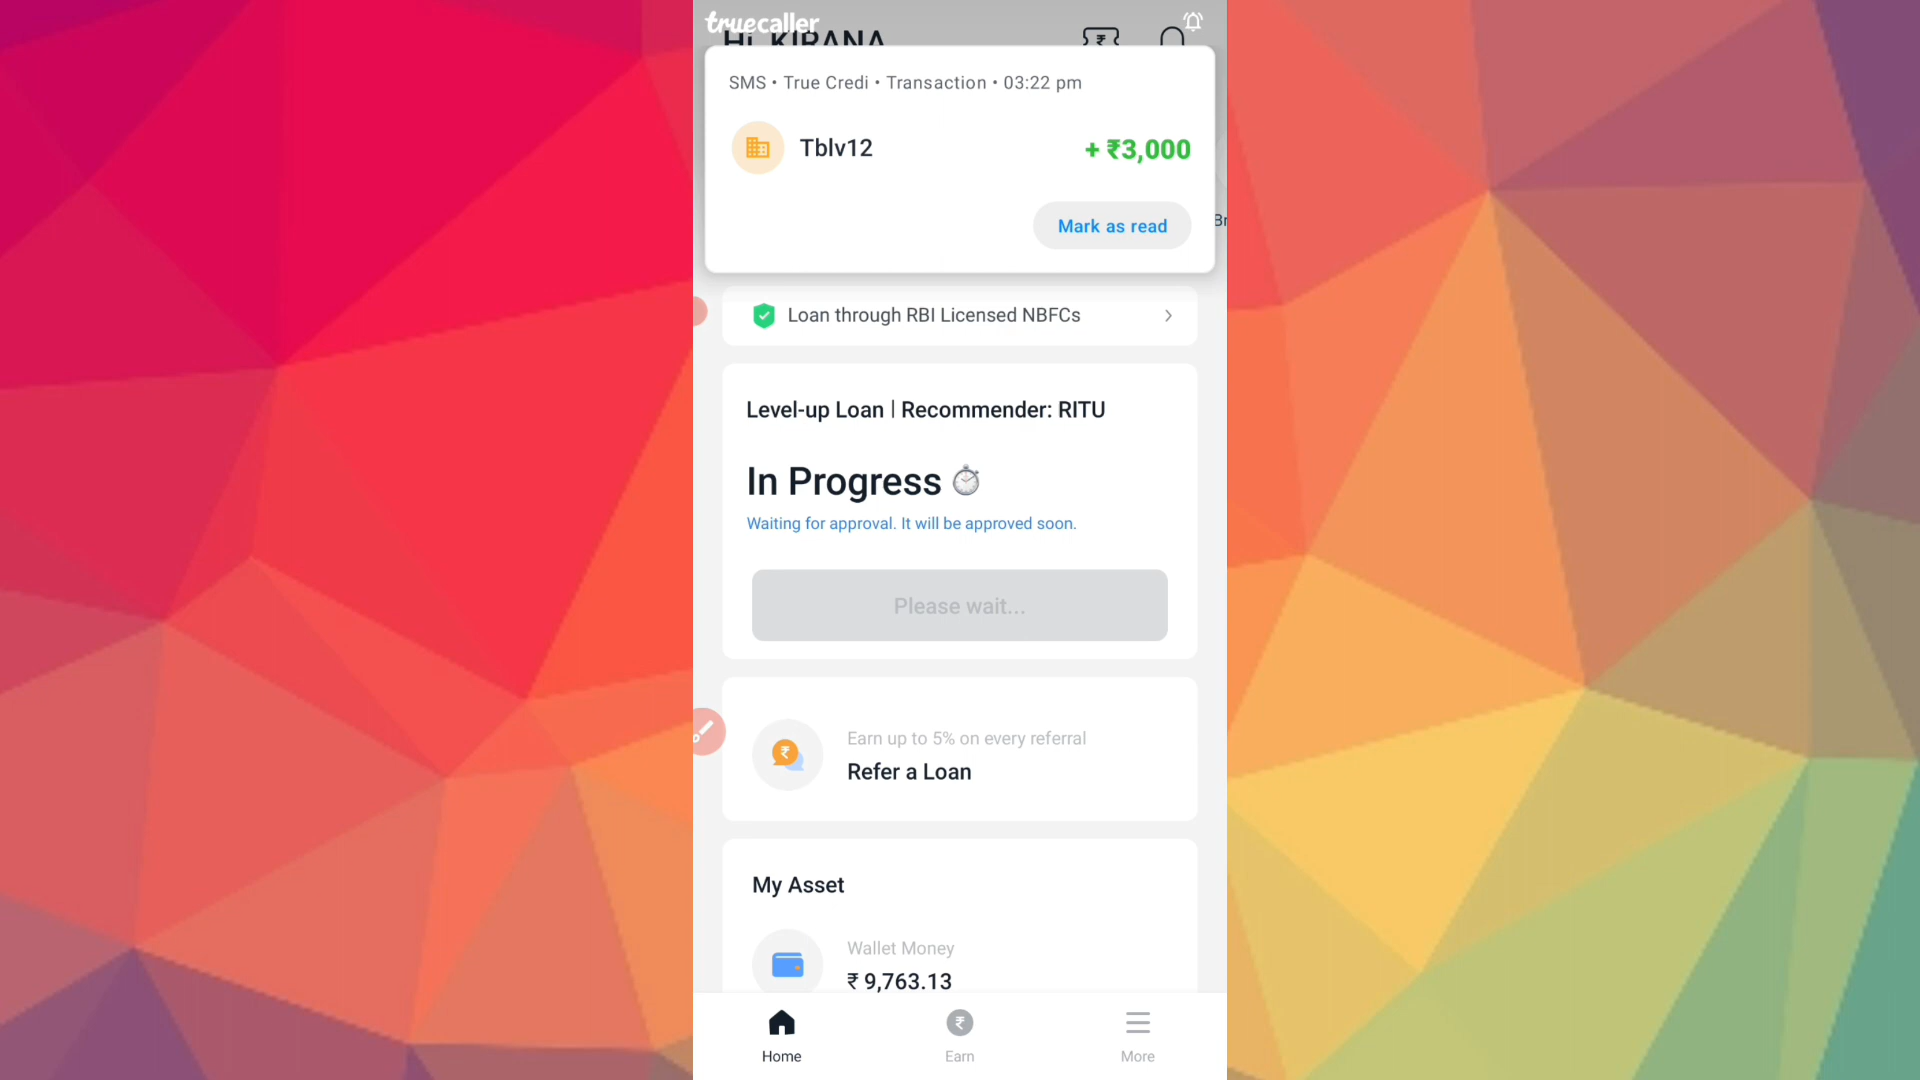 truecaller
Hi, KIRANA
SMS • True Credi • Transaction • 03:22 pm
Tblv12
+ ₹3,000
Mark as read
Loan through RBI Licensed NBFCs
Level-up Loan | Recommender: RITU
In Progress
Waiting for approval. It will be approved soon.
Please wait...
Earn up to 5% on every referral
Refer a Loan
My Asset
Wallet Money
₹ 9,763.13
Home
Earn
More